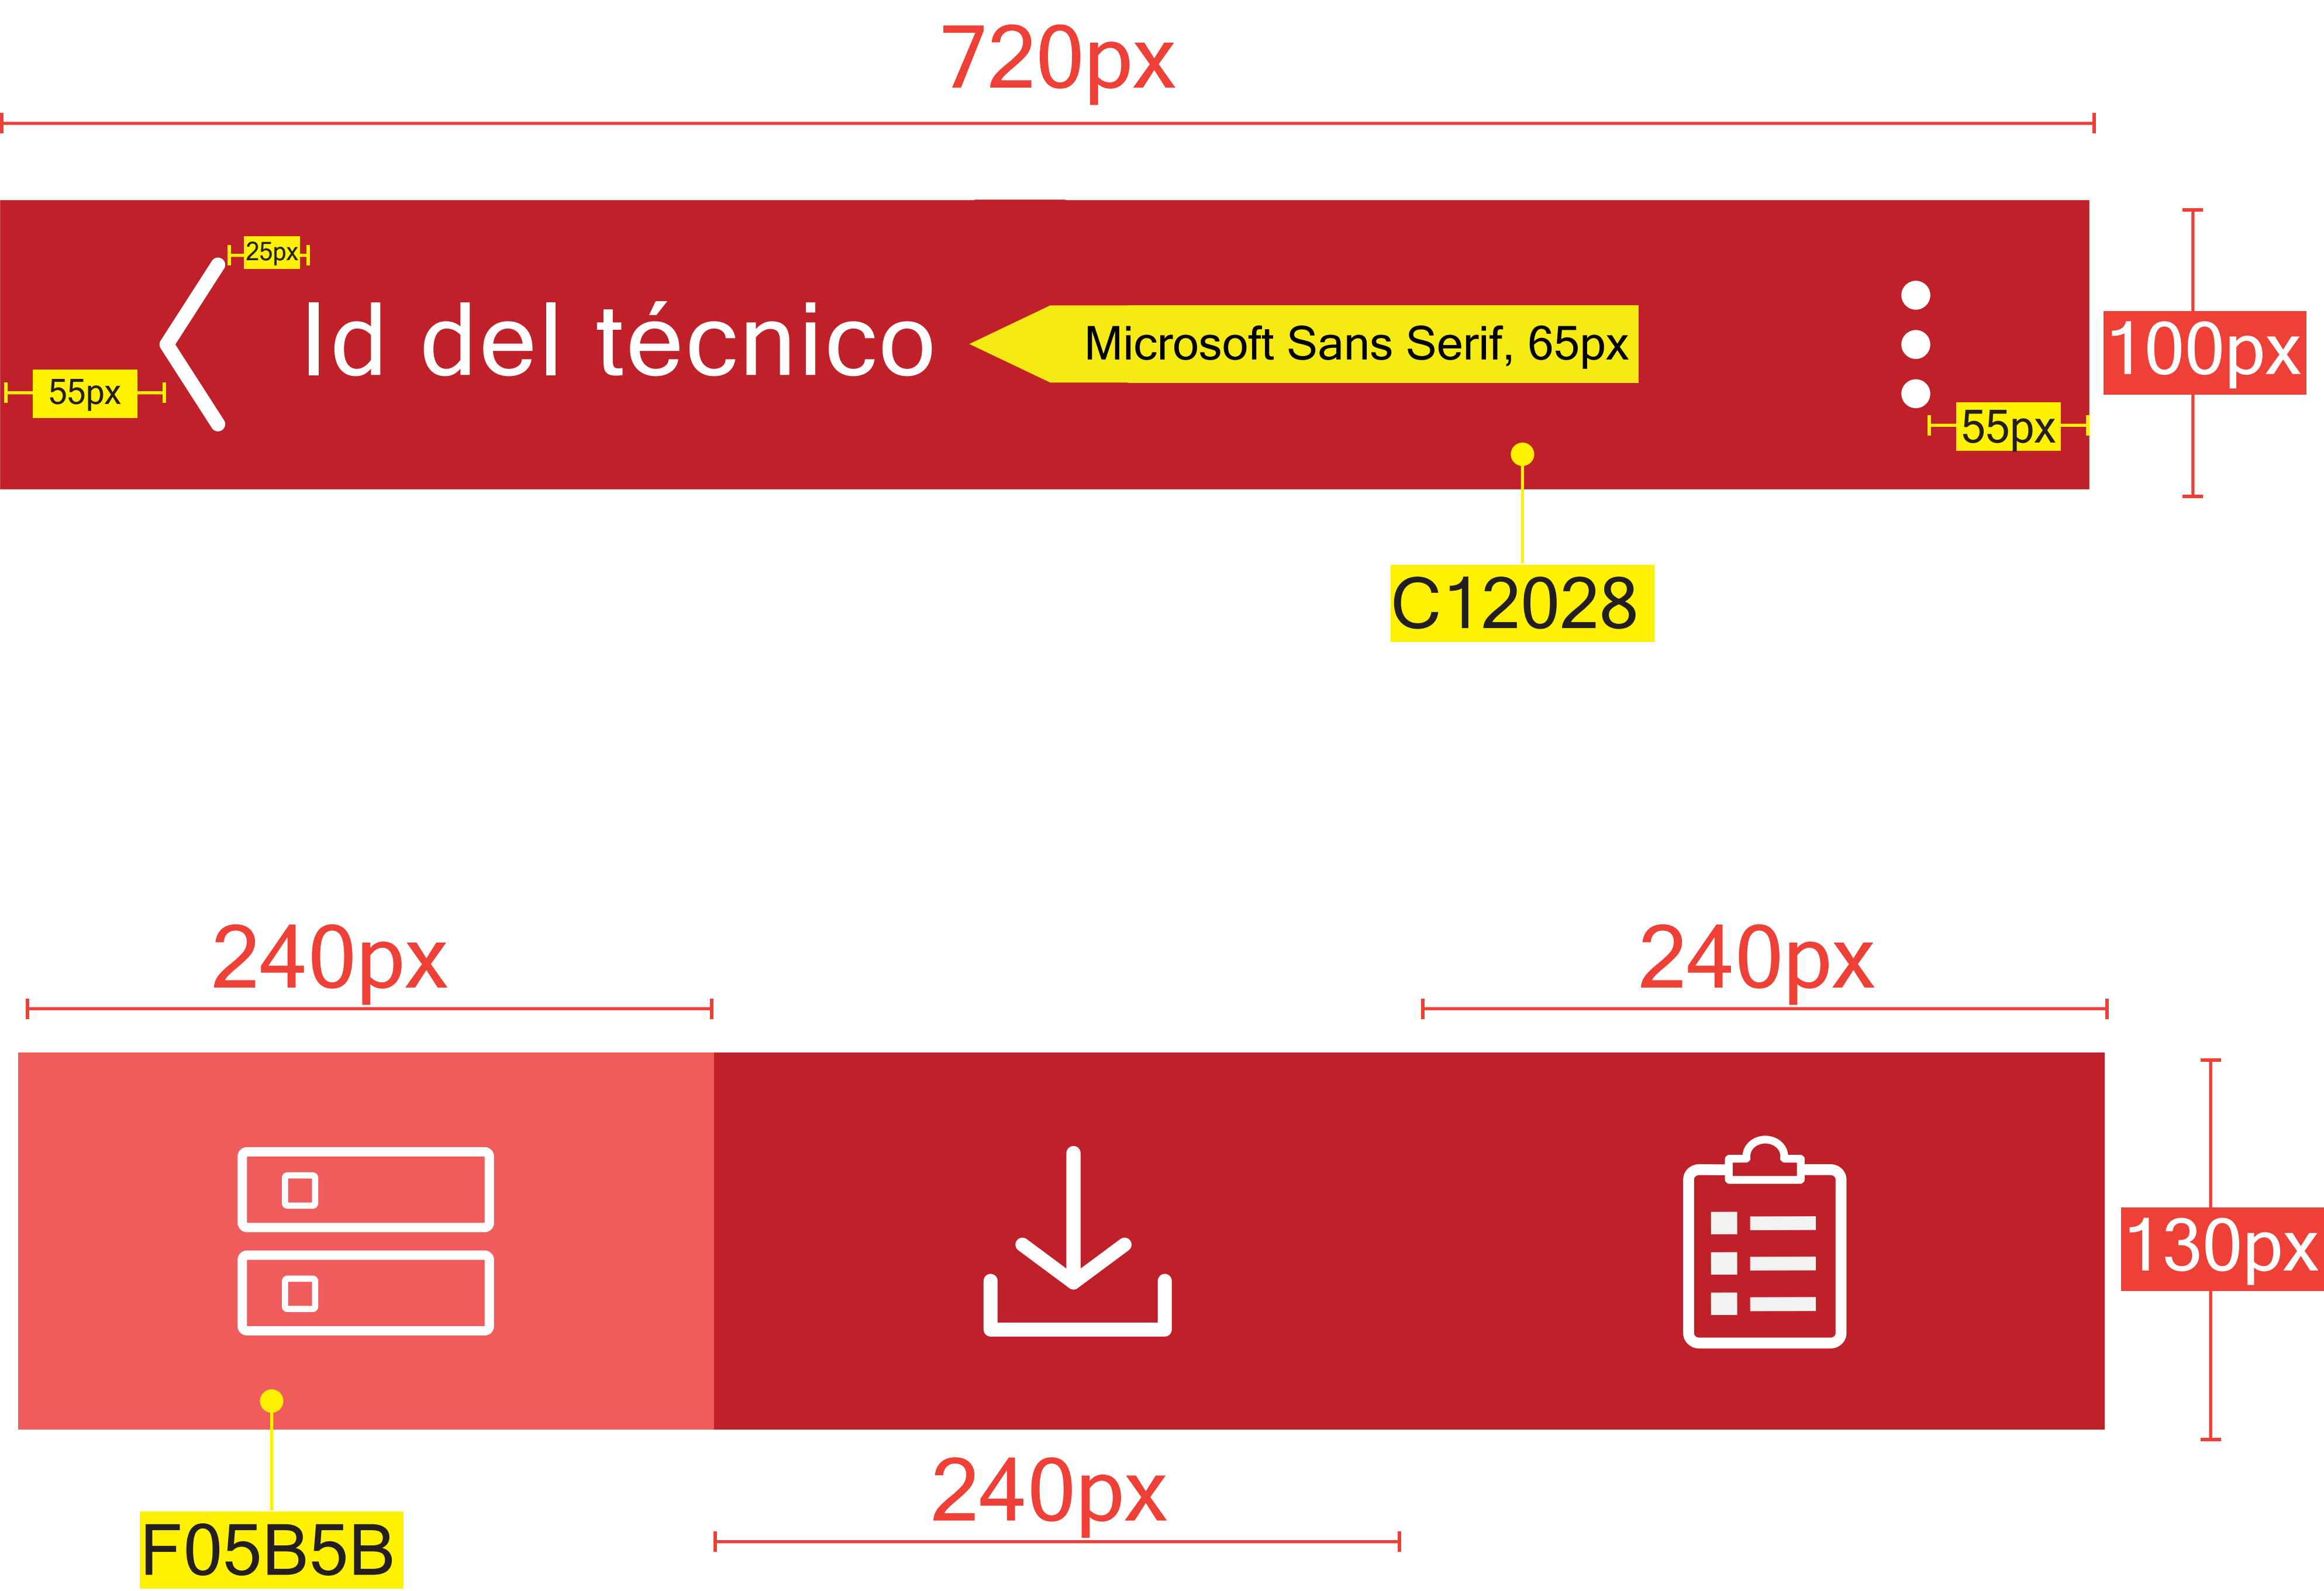 720px
25px
Id del técnico
Microsoft Sans Serif, 65px
100px
55px
55px
C12028
240px
240px
130px
240px
F05B5B